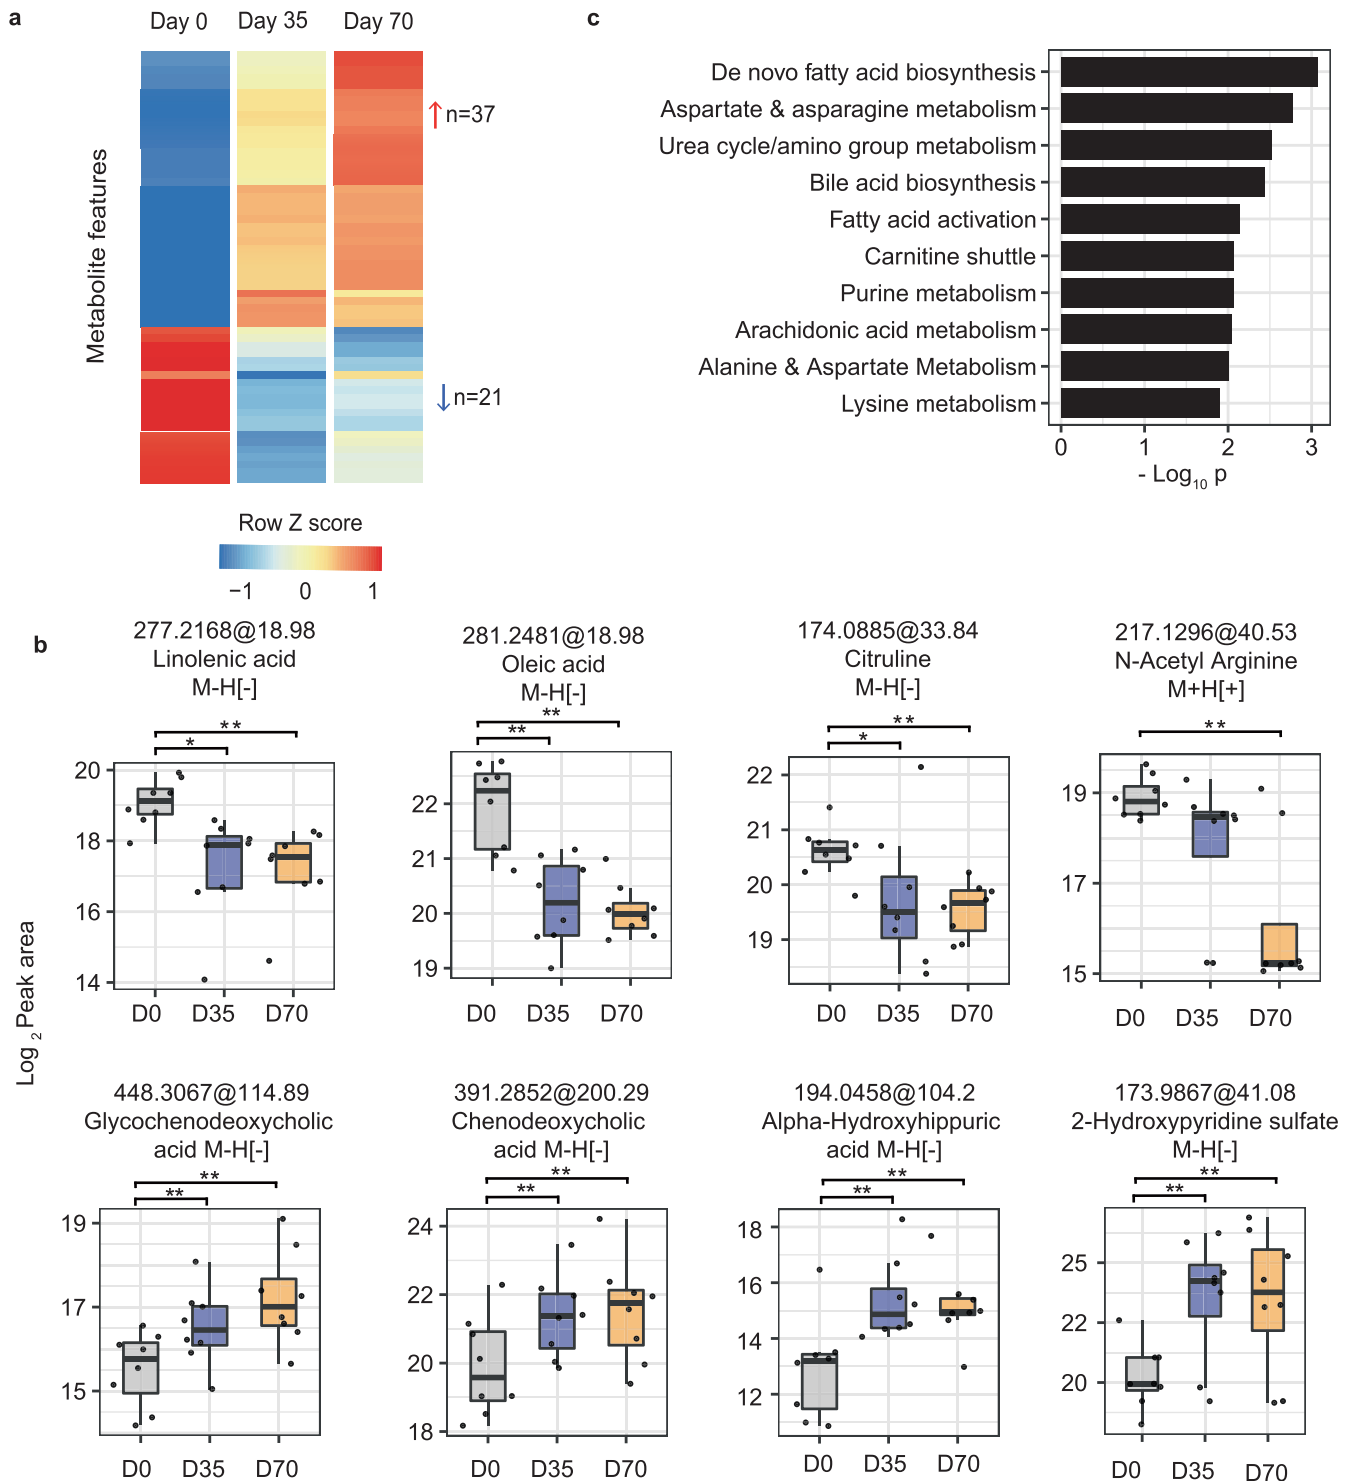 a
Day 0 Day 35 Day 70
Metabolite features
↑n=37
↓n=21
Row Z score
−1 0 1
c
De novo fatty acid biosynthesis
Aspartate & asparagine metabolism
Urea cycle/amino group metabolism
Bile acid biosynthesis
Fatty acid activation
Carnitine shuttle
Purine metabolism
Arachidonic acid metabolism
Alanine & Aspartate Metabolism
Lysine metabolism
0 1 2 3
- Log10 p
b
Log 2 Peak area
277.2168@18.98
Linolenic acid
M-H[-]
**
*
20
18
16
14
D0 D35 D70
281.2481@18.98
Oleic acid
M-H[-]
**
**
22
21
20
19
D0 D35 D70
174.0885@33.84
Citruline
M-H[-]
**
*
22
21
20
19
D0 D35 D70
217.1296@40.53
N-Acetyl Arginine
M+H[+]
**
19
17
15
D0 D35 D70
448.3067@114.89
Glycochenodeoxycholic
acid M-H[-]
**
**
19
17
15
D0 D35 D70
391.2852@200.29
Chenodeoxycholic
acid M-H[-]
**
**
24
22
20
18
D0 D35 D70
194.0458@104.2
Alpha-Hydroxyhippuric
acid M-H[-]
**
**
18
16
14
12
D0 D35 D70
173.9867@41.08
2-Hydroxypyridine sulfate
M-H[-]
**
**
25
22
20
D0 D35 D70